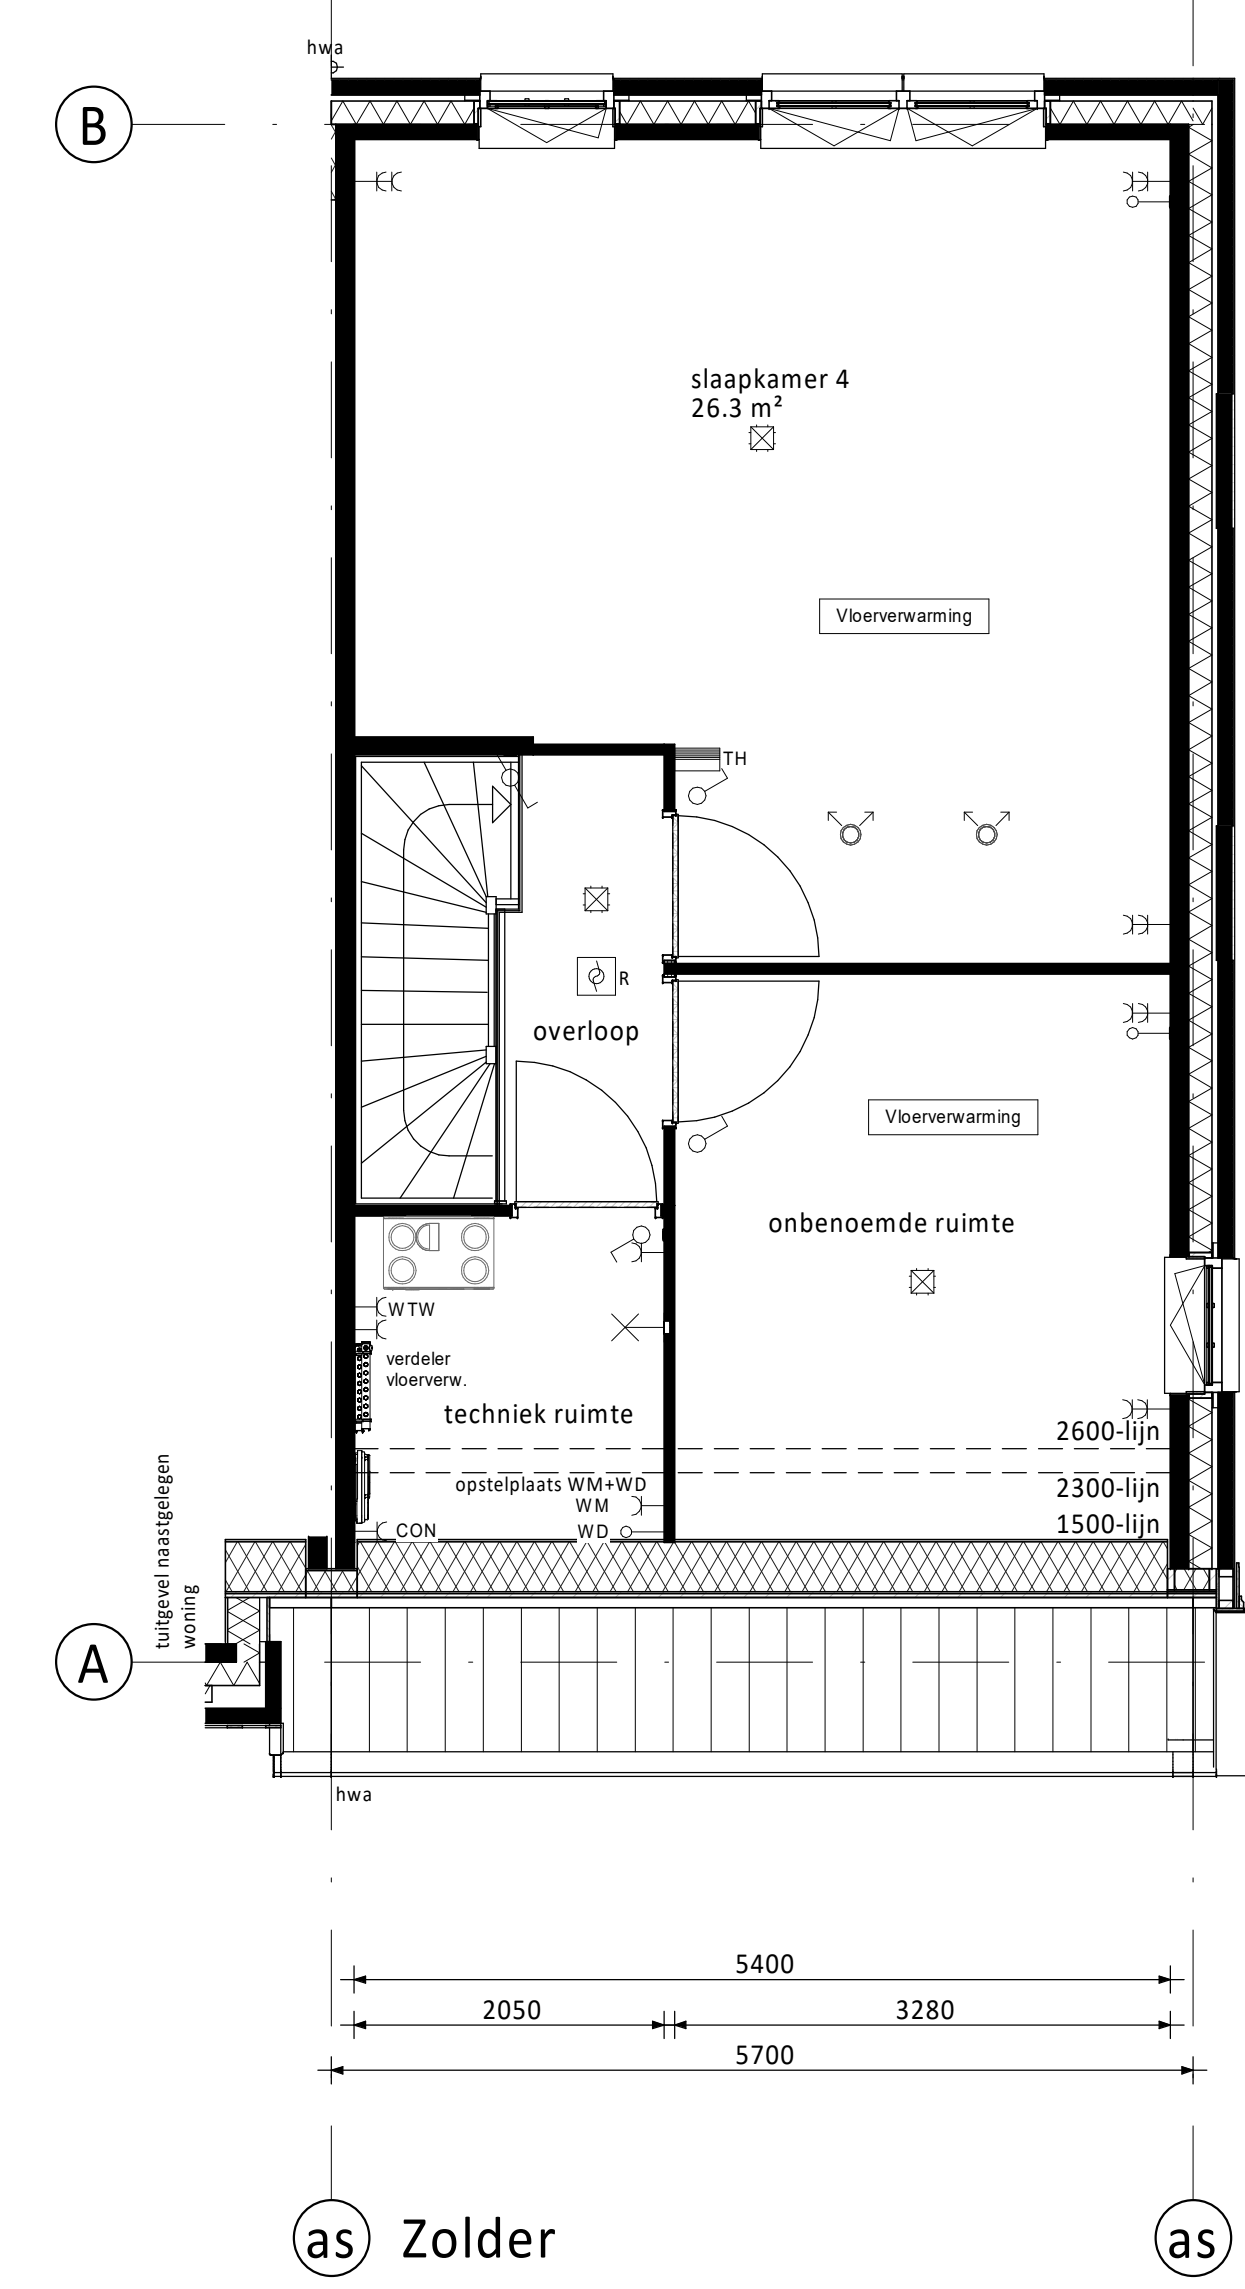 hwa
B
slaapkamer 4
26.3 m²
Vloerverwarming
TH
R
overloop
Vloerverwarming
onbenoemde ruimte
WTW
verdeler
vloerverw.
techniek ruimte
2600-lijn
opstelplaats WM+WD
2300-lijn
WM
CON
WD
1500-lijn
tuitgevel naastgelegen
woning
A
hwa
5400
2050
3280
5700
as
Zolder
as